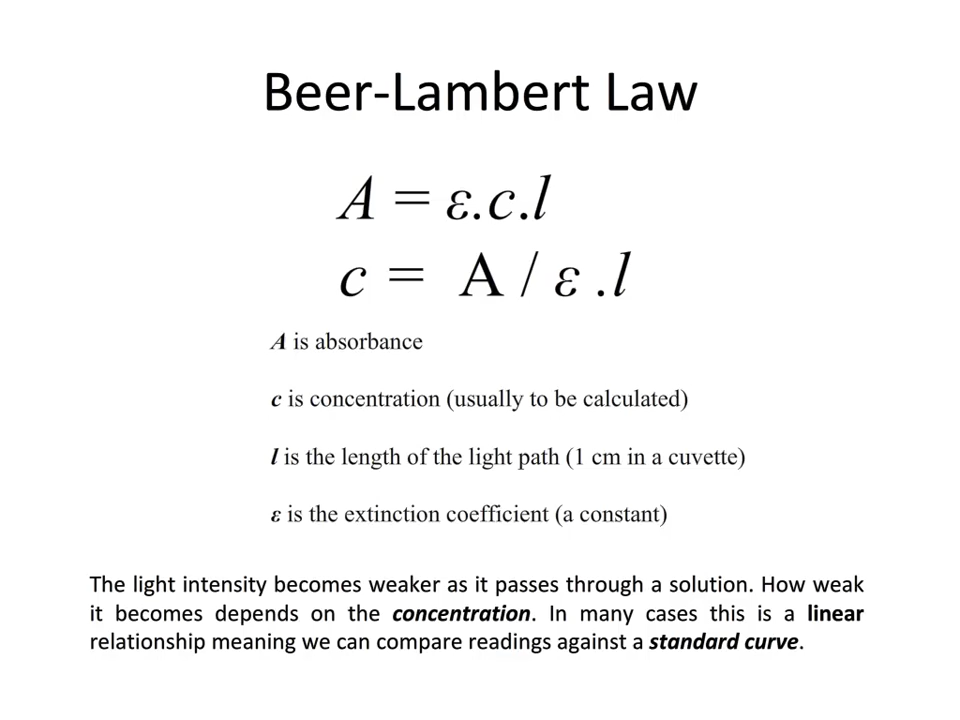 Beer-Lambert Law
A = ε.c.l
c = A / ε .l
A is absorbance
c is concentration (usually to be calculated)
l is the length of the light path (1 cm in a cuvette)
ε is the extinction coefficient (a constant)
The light intensity becomes weaker as it passes through a solution. How weak
it becomes depends on the concentration. In many cases this is a linear
relationship meaning we can compare readings against a standard curve.